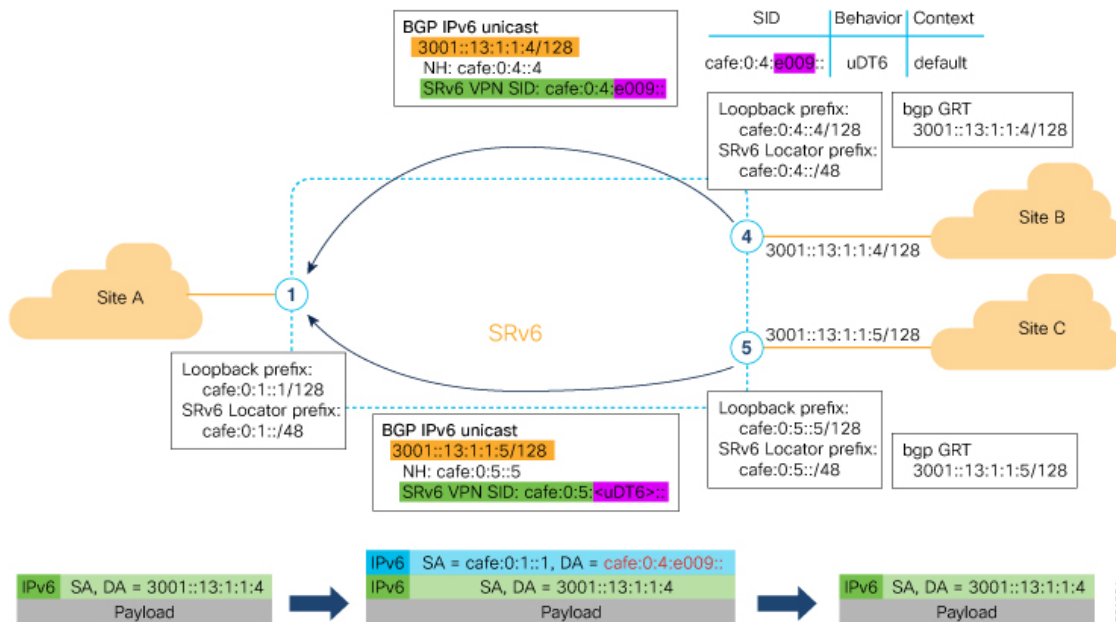 BGP IPv6 unicast
3001::13:1:1:4/128
NH: cafe:0:4::4
SRv6 VPN SID: cafe:0:4:e009::
SID Behavior Context
cafe:0:4:e009:: uDT6 default
Loopback prefix:
cafe:0:4::4/128
SRv6 Locator prefix:
cafe:0:4::/48
bgp GRT
3001::13:1:1:4/128
Site B
4
3001::13:1:1:4/128
Site A
1
SRv6
3001::13:1:1:5/128
5
Site C
Loopback prefix:
cafe:0:1::1/128
SRv6 Locator prefix:
cafe:0:1::/48
BGP IPv6 unicast
3001::13:1:1:5/128
NH: cafe:0:5::5
SRv6 VPN SID: cafe:0:5:<uDT6>::
Loopback prefix:
cafe:0:5::5/128
SRv6 Locator prefix:
cafe:0:5::/48
bgp GRT
3001::13:1:1:5/128
IPv6 SA, DA = 3001::13:1:1:4
Payload
IPv6 SA = cafe:0:1::1, DA = cafe:0:4:e009::
IPv6 SA, DA = 3001::13:1:1:4
Payload
IPv6 SA, DA = 3001::13:1:1:4
Payload